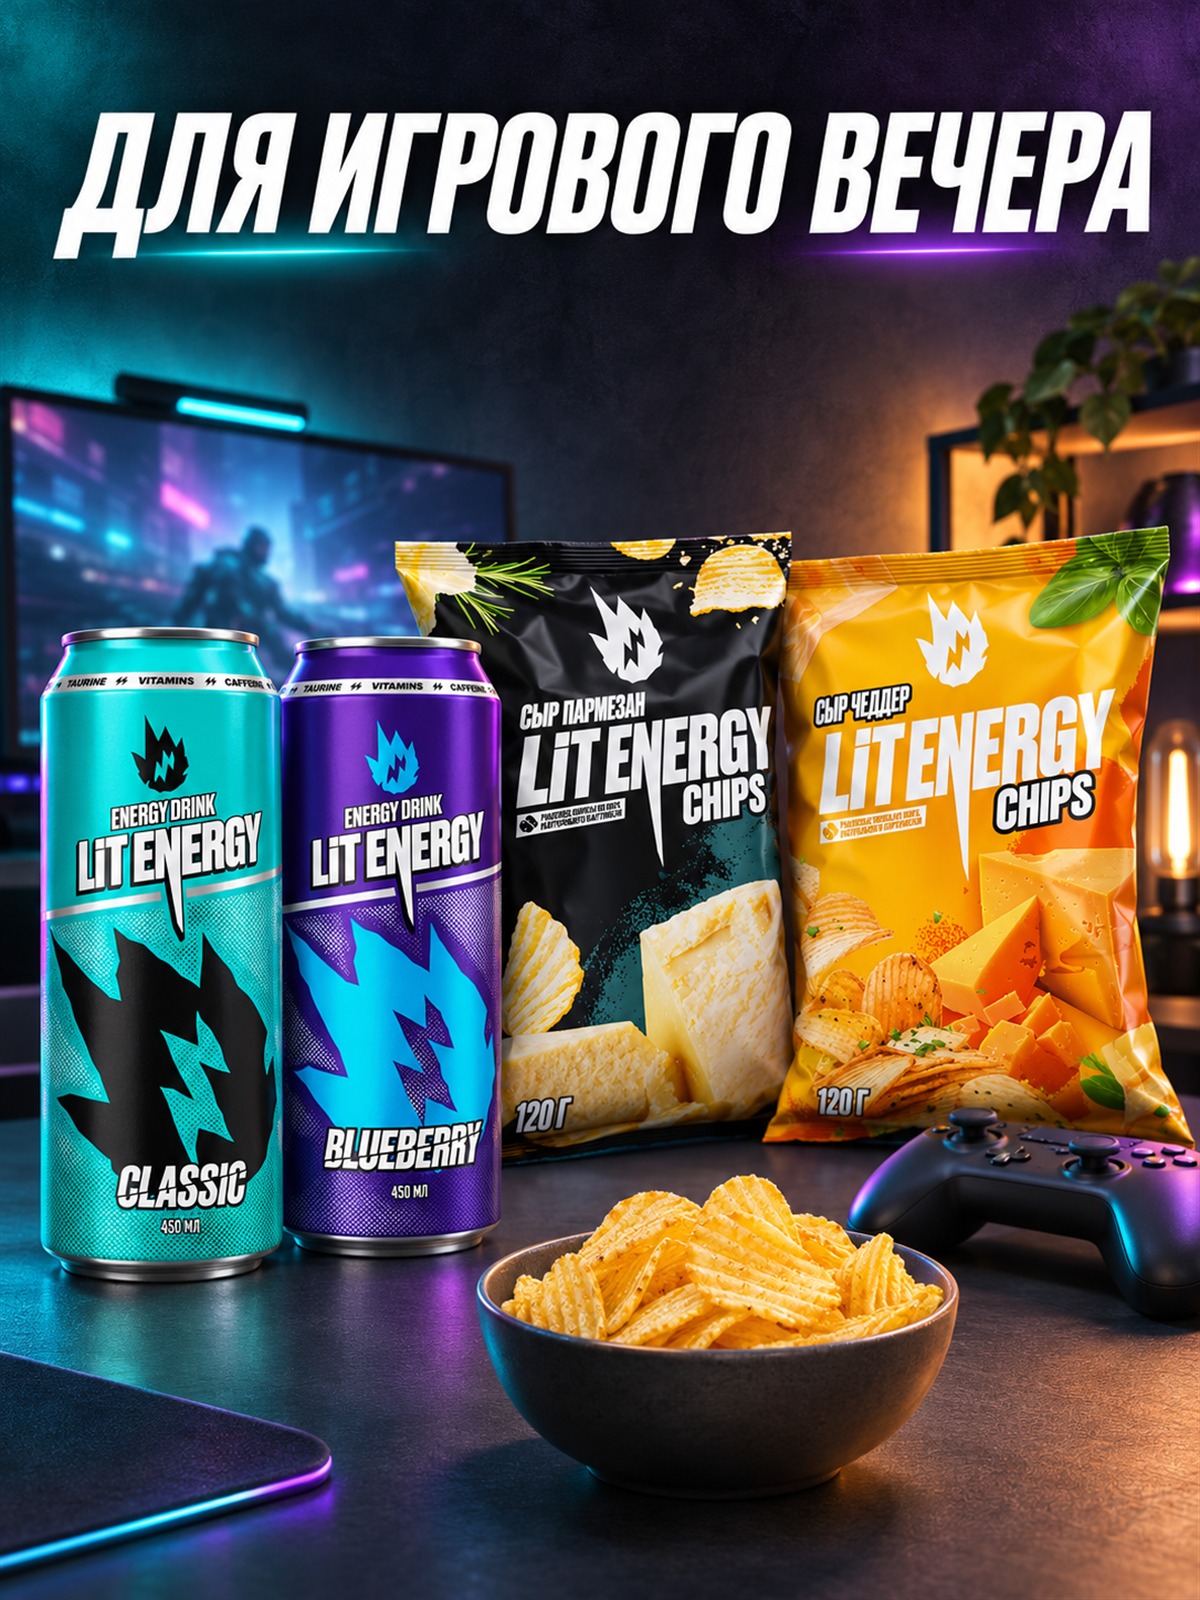 ДЛЯ ИГРОВОГО ВЕЧЕРА
TAURINE VITAMINS CAFFEINE
ENERGY DRINK
LIT ENERGY
CLASSIC
450 МЛ
TAURINE VITAMINS CAFFEINE
ENERGY DRINK
LIT ENERGY
BLUEBERRY
450 МЛ
СЫР ПАРМЕЗАН
LIT ENERGY
CHIPS
120 Г
СЫР ЧЕДДЕР
LIT ENERGY
CHIPS
120 Г